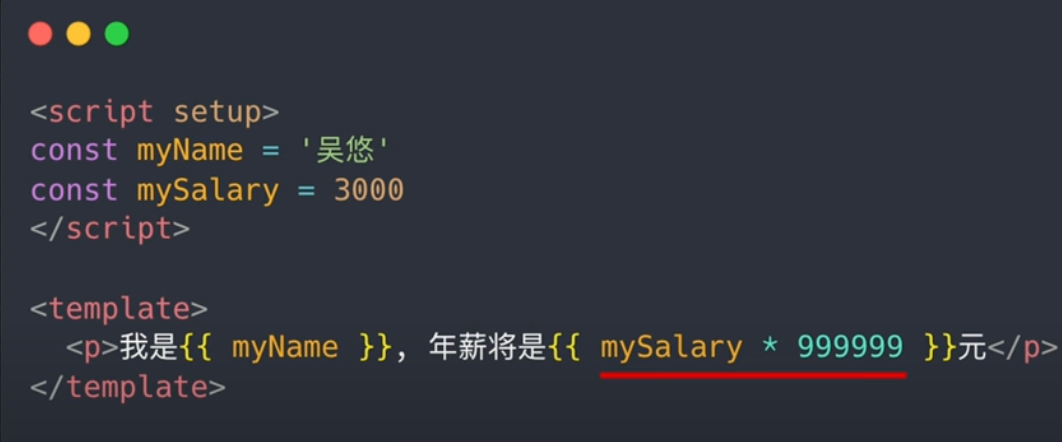 <script setup>
const myName = '吴悠'
const mySalary = 3000
</script>
<template>
<p>我是{{ myName }}, 年薪将是{{ mySalary * 999999 }}元</p>
</template>